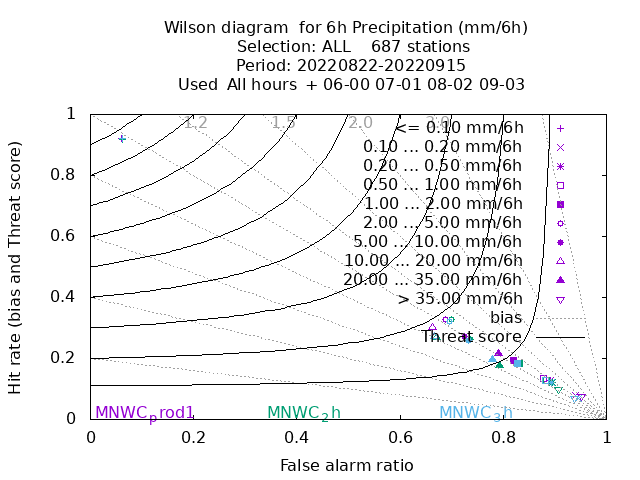 Wilson diagram  for 6h Precipitation (mm/6h)
Selection: ALL    687 stations
Period: 20220822-20220915
Used  All hours  + 06-00 07-01 08-02 09-03
1.2 1.5 2.0 3.0
<= 0.10 mm/6h
0.10 ... 0.20 mm/6h
0.20 ... 0.50 mm/6h
0.50 ... 1.00 mm/6h
1.00 ... 2.00 mm/6h
2.00 ... 5.00 mm/6h
5.00 ... 10.00 mm/6h
10.00 ... 20.00 mm/6h
20.00 ... 35.00 mm/6h
> 35.00 mm/6h
bias
Threat score
Hit rate (bias and Threat score)
1
0.8
0.6
0.4
0.2
0
MNWCprod1 MNWC2h MNWC3h
0 0.2 0.4 0.6 0.8 1
False alarm ratio